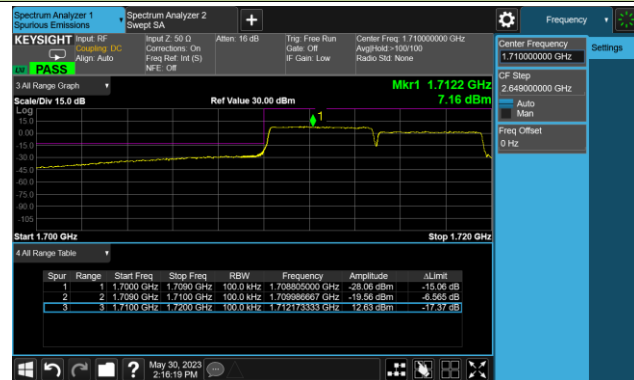 Spectrum Analyzer 1
Spurious Emissions
Spectrum Analyzer 2
Swept SA
Frequency
KEYSIGHT
Input: RF
Coupling: DC
Align: Auto
Input Z: 50 Ω
Corrections: On
Freq Ref: Int (S)
NFE: Off
Atten: 16 dB
Trig: Free Run
Gate: Off
IF Gain: Low
Center Freq: 1.710000000 GHz
Avg|Hold:>100/100
Radio Std: None
PASS
Center Frequency
1.710000000 GHz
Settings
CF Step
2.649000000 GHz
Auto
Man
Freq Offset
0 Hz
3 All Range Graph
Mkr1 1.7122 GHz
7.16 dBm
Scale/Div 15.0 dB
Ref Value 30.00 dBm
Log
15.0
0.00
-15.0
-30.0
-45.0
-60.0
-75.0
-90.0
-105
1
Start 1.700 GHz
Stop 1.720 GHz
4 All Range Table
Spur Range Start Freq Stop Freq RBW Frequency Amplitude ΔLimit
1 1 1.7000 GHz 1.7090 GHz 100.0 kHz 1.708805000 GHz -28.06 dBm -15.06 dB
2 2 1.7090 GHz 1.7100 GHz 100.0 kHz 1.709986667 GHz -19.56 dBm -6.565 dB
3 3 1.7100 GHz 1.7200 GHz 100.0 kHz 1.712173333 GHz 12.63 dBm -17.37 dB
May 30, 2023
2:16:19 PM